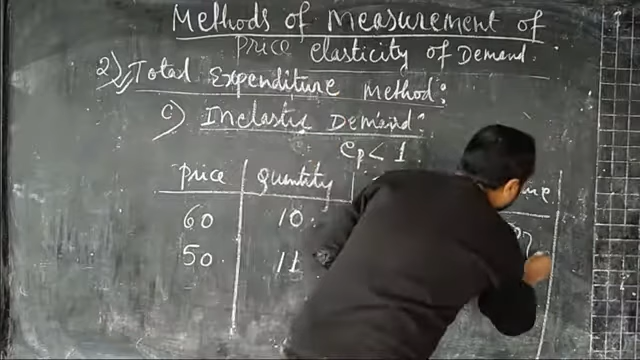 Methods of Measurement of
Price elasticity of Demand.
2) Total Expenditure Method:
c) Inelastic Demand:
ep < 1
Price Quantity
60 10
50 11